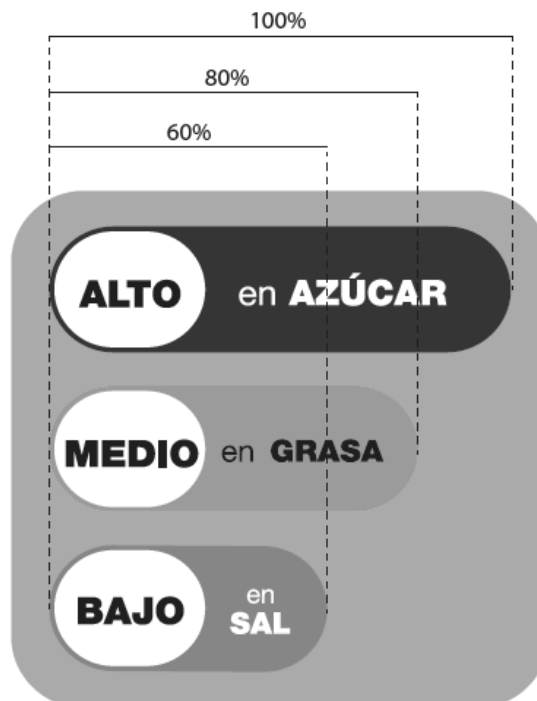 100%
80%
60%
ALTO en AZÚCAR
MEDIO en GRASA
BAJO en
SAL